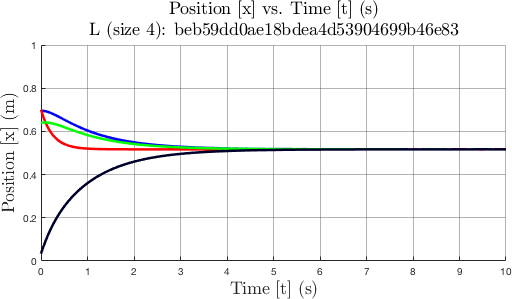 Position [x] vs. Time [t] (s)
L (size 4): beb59dd0ae18bdea4d53904699b46e83
Position [x] (m)
1
0.8
0.6
0.4
0.2
0
0 1 2 3 4 5 6 7 8 9 10
Time [t] (s)